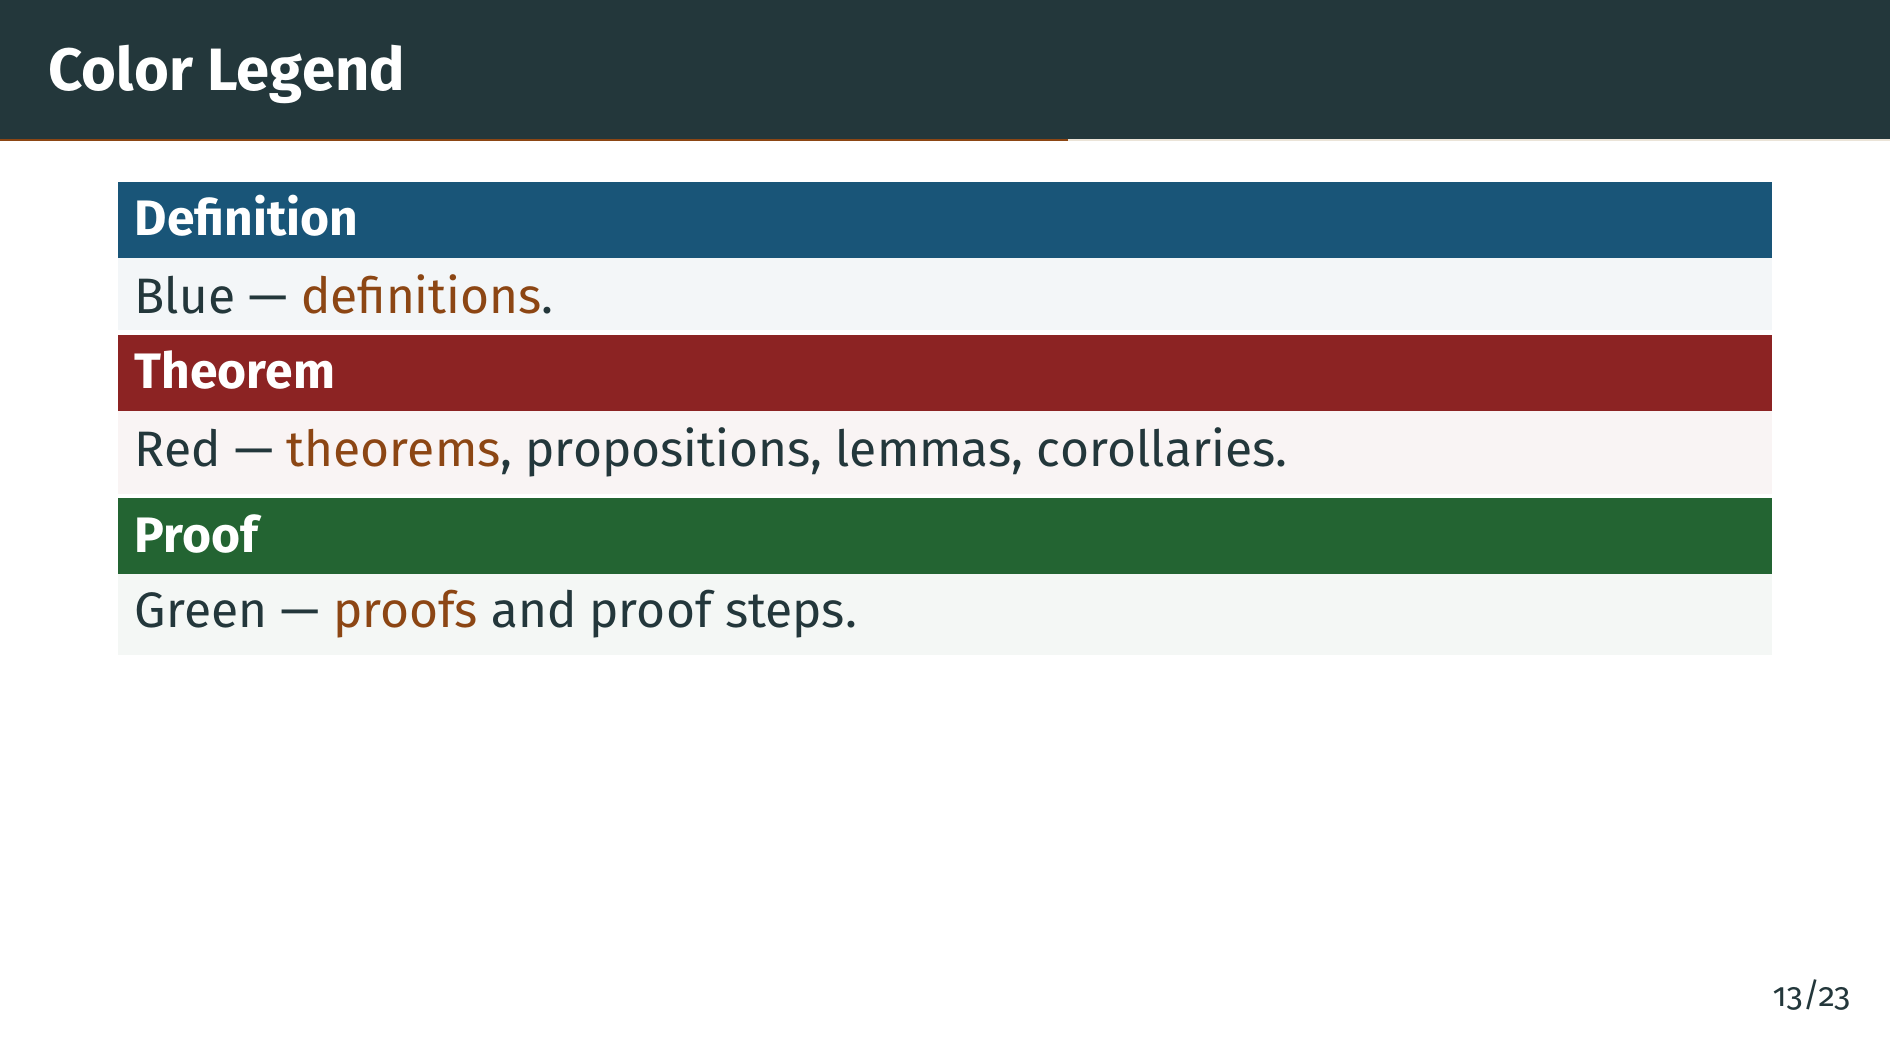 Color Legend
Definition
Blue — definitions.
Theorem
Red — theorems, propositions, lemmas, corollaries.
Proof
Green — proofs and proof steps.
13/23